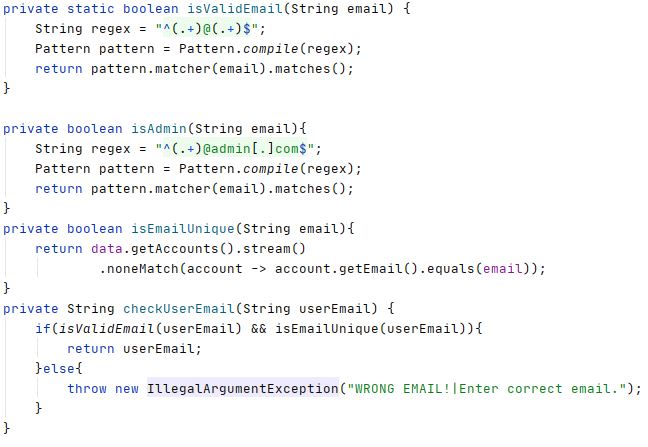 private static boolean isValidEmail(String email) {
    String regex = "^(.+)@(.+)$";
    Pattern pattern = Pattern.compile(regex);
    return pattern.matcher(email).matches();
}
private boolean isAdmin(String email){
    String regex = "^(.+)@admin[.]com$";
    Pattern pattern = Pattern.compile(regex);
    return pattern.matcher(email).matches();
}
private boolean isEmailUnique(String email){
    return data.getAccounts().stream()
            .noneMatch(account -> account.getEmail().equals(email));
}
private String checkUserEmail(String userEmail) {
    if(isValidEmail(userEmail) && isEmailUnique(userEmail)){
        return userEmail;
    }else{
        throw new IllegalArgumentException("WRONG EMAIL!|Enter correct email.");
    }
}